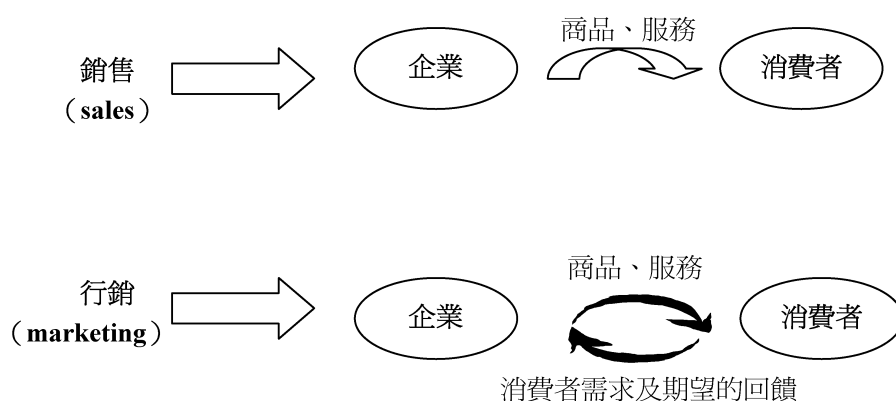 商品、服務
銷售
（sales）
企業
消費者
商品、服務
行銷
（marketing）
企業
消費者
消費者需求及期望的回饋